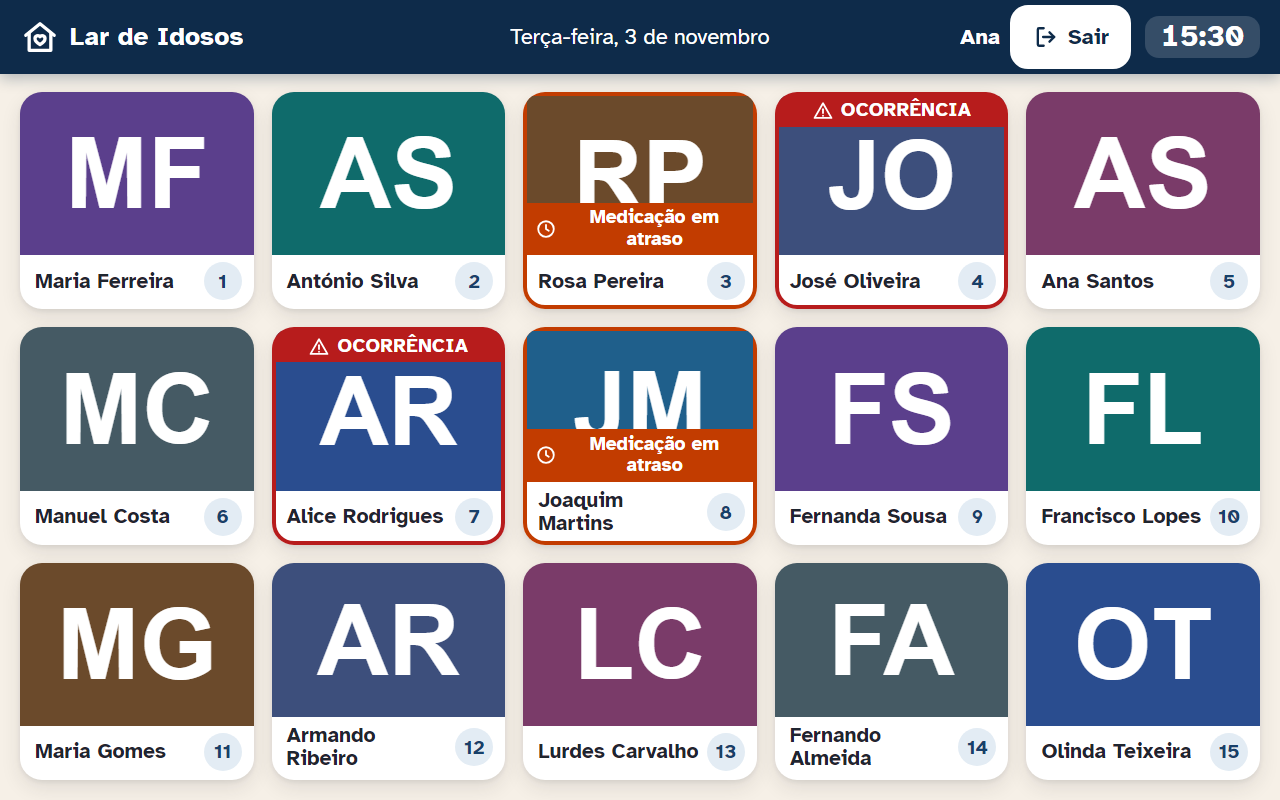 Lar de Idosos
Terça-feira, 3 de novembro
Ana
Sair
15:30
MF
Maria Ferreira
1
AS
António Silva
2
RP
Medicação em
atraso
Rosa Pereira
3
OCORRÊNCIA
JO
José Oliveira
4
AS
Ana Santos
5
MC
Manuel Costa
6
OCORRÊNCIA
AR
Alice Rodrigues
7
JM
Medicação em
atraso
Joaquim
Martins
8
FS
Fernanda Sousa
9
FL
Francisco Lopes
10
MG
Maria Gomes
11
AR
Armando
Ribeiro
12
LC
Lurdes Carvalho
13
FA
Fernando
Almeida
14
OT
Olinda Teixeira
15